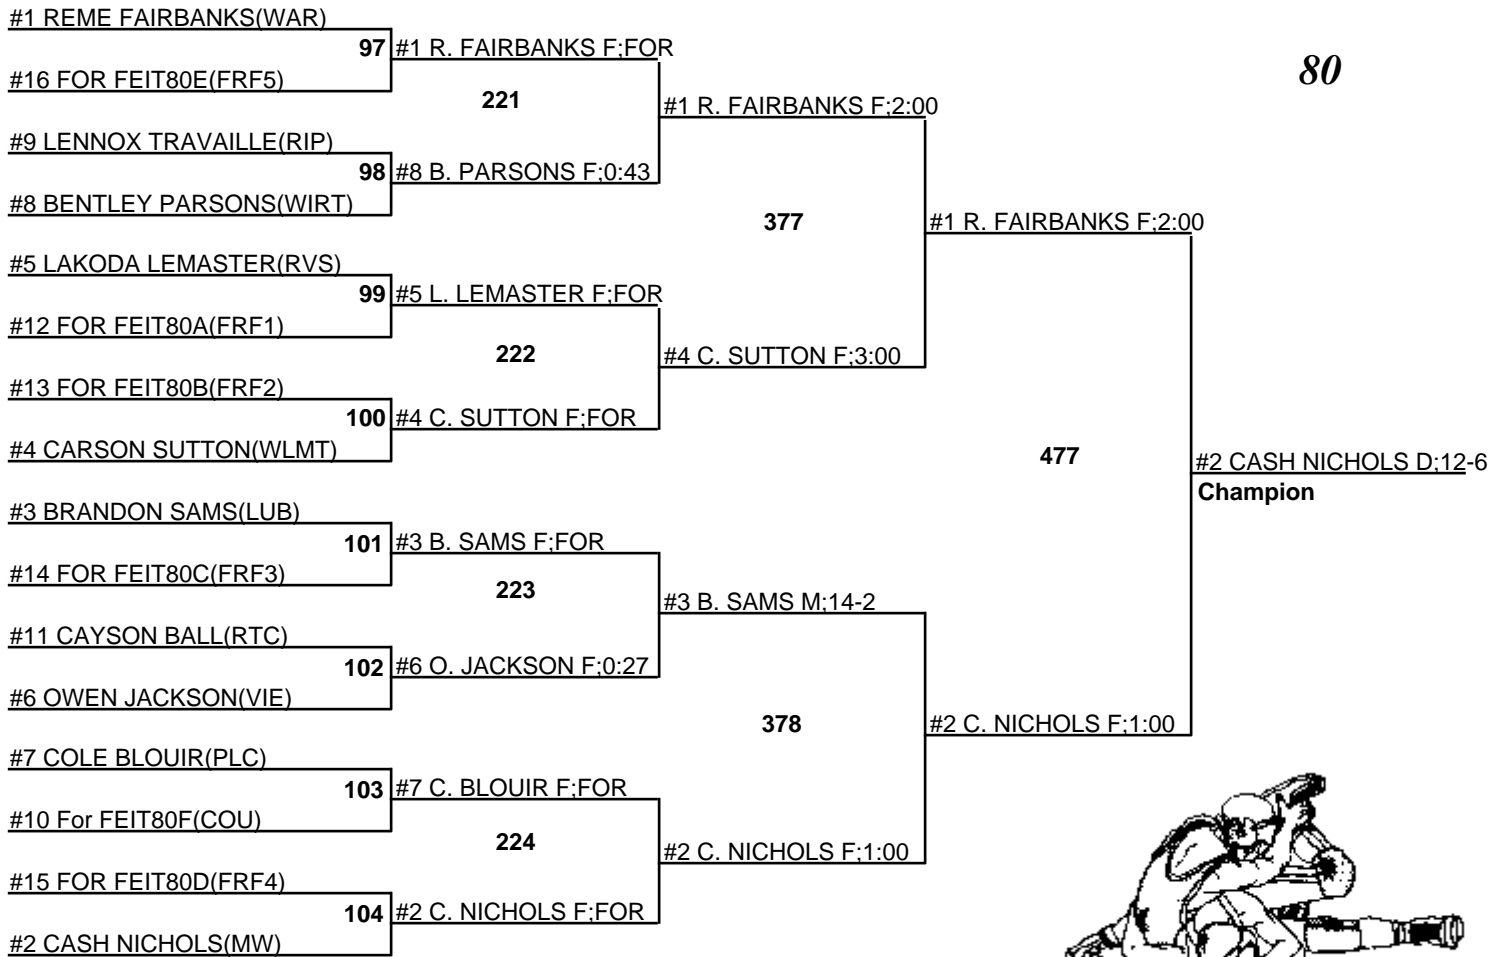 #1 REME FAIRBANKS(WAR)
97 #1 R. FAIRBANKS F;FOR
80
#16 FOR FEIT80E(FRF5)
221
#1 R. FAIRBANKS F;2:00
#9 LENNOX TRAVAILLE(RIP)
98 #8 B. PARSONS F;0:43
#8 BENTLEY PARSONS(WIRT)
377
#1 R. FAIRBANKS F;2:00
#5 LAKODA LEMASTER(RVS)
99 #5 L. LEMASTER F;FOR
#12 FOR FEIT80A(FRF1)
222
#4 C. SUTTON F;3:00
#13 FOR FEIT80B(FRF2)
100 #4 C. SUTTON F;FOR
#4 CARSON SUTTON(WLMT)
477
#2 CASH NICHOLS D;12-6
Champion
#3 BRANDON SAMS(LUB)
101 #3 B. SAMS F;FOR
#14 FOR FEIT80C(FRF3)
223
#3 B. SAMS M;14-2
#11 CAYSON BALL(RTC)
102 #6 O. JACKSON F;0:27
#6 OWEN JACKSON(VIE)
378
#2 C. NICHOLS F;1:00
#7 COLE BLOUIR(PLC)
103 #7 C. BLOUIR F;FOR
#10 For FEIT80F(COU)
224
#2 C. NICHOLS F;1:00
#15 FOR FEIT80D(FRF4)
104 #2 C. NICHOLS F;FOR
#2 CASH NICHOLS(MW)